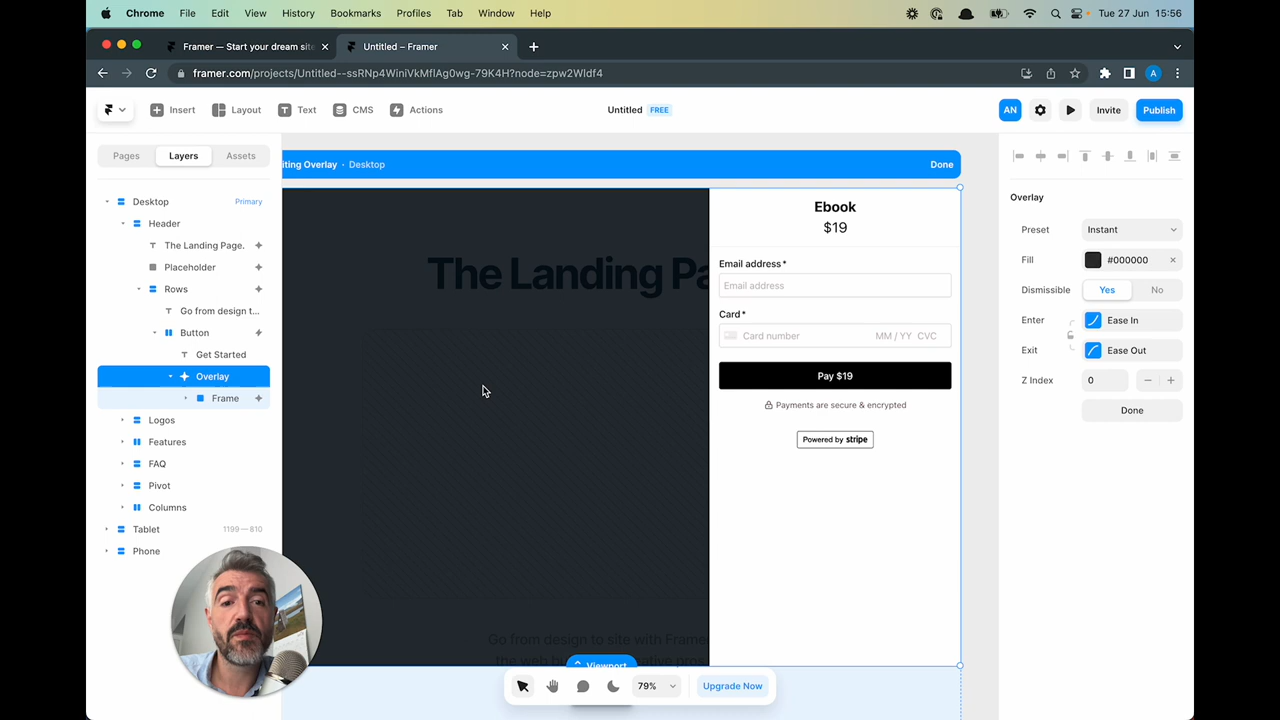 Chrome File Edit View History Bookmarks Profiles Tab Window Help Tue 27 Jun 15:56
Framer — Start your dream site
Untitled – Framer
framer.com/projects/Untitled--ssRNp4WiniVkMflAg0wg-79K4H?node=zpw2Wldf4
A
Insert Layout Text CMS Actions Untitled FREE AN Invite Publish
Pages Layers Assets
iting Overlay · Desktop Done
Desktop Primary
Header
The Landing Page.
Placeholder
Rows
Go from design t...
Button
Get Started
Overlay
Frame
Logos
Features
FAQ
Pivot
Columns
Tablet 1199—810
Phone
The Landing Pa
Go from design to site with Framer
Ebook
$19
Email address*
Email address
Card*
Card number MM / YY CVC
Pay $19
Payments are secure & encrypted
Powered by stripe
Viewport
79% Upgrade Now
Overlay
Preset Instant
Fill #000000
Dismissible Yes No
Enter Ease In
Exit Ease Out
Z Index 0
Done